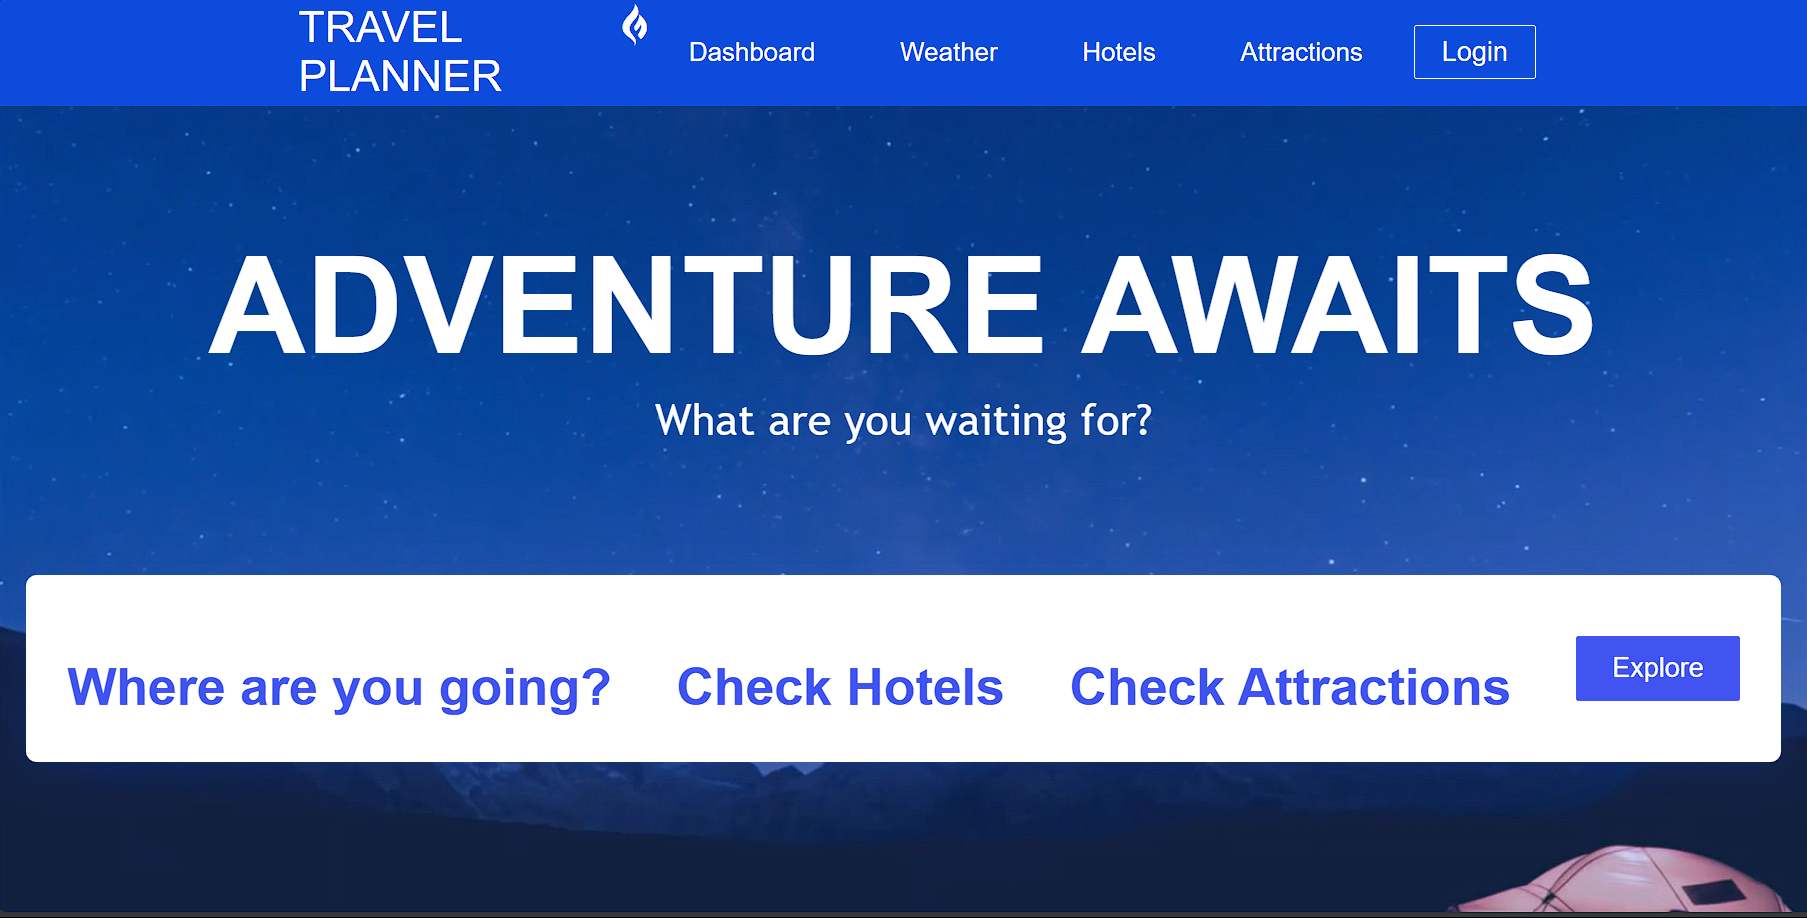 TRAVEL
PLANNER
Dashboard Weather Hotels Attractions Login
ADVENTURE AWAITS
What are you waiting for?
Where are you going? Check Hotels Check Attractions Explore